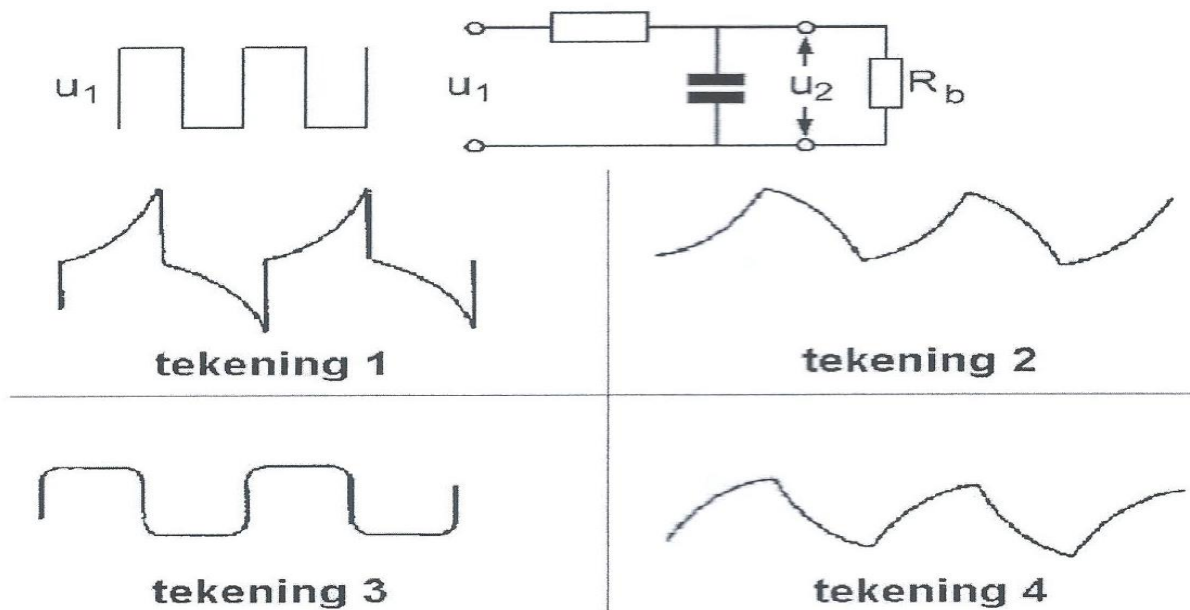 u1
u1
u2
Rb
tekening 1
tekening 2
tekening 3
tekening 4